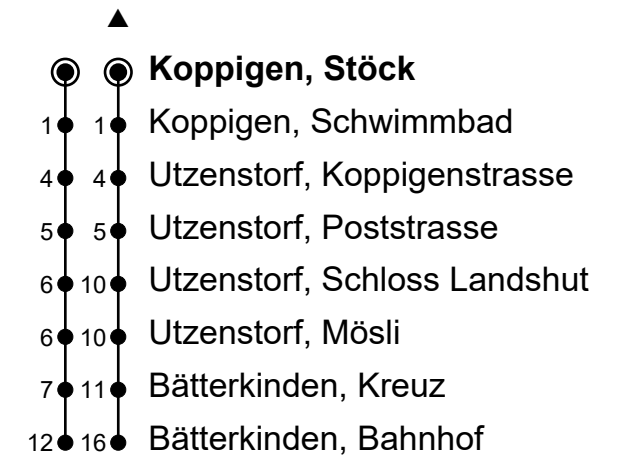 ▲
Koppigen, Stöck
1 1 Koppigen, Schwimmbad
4 4 Utzenstorf, Koppigenstrasse
5 5 Utzenstorf, Poststrasse
6 10 Utzenstorf, Schloss Landshut
6 10 Utzenstorf, Mösli
7 11 Bätterkinden, Kreuz
12 16 Bätterkinden, Bahnhof